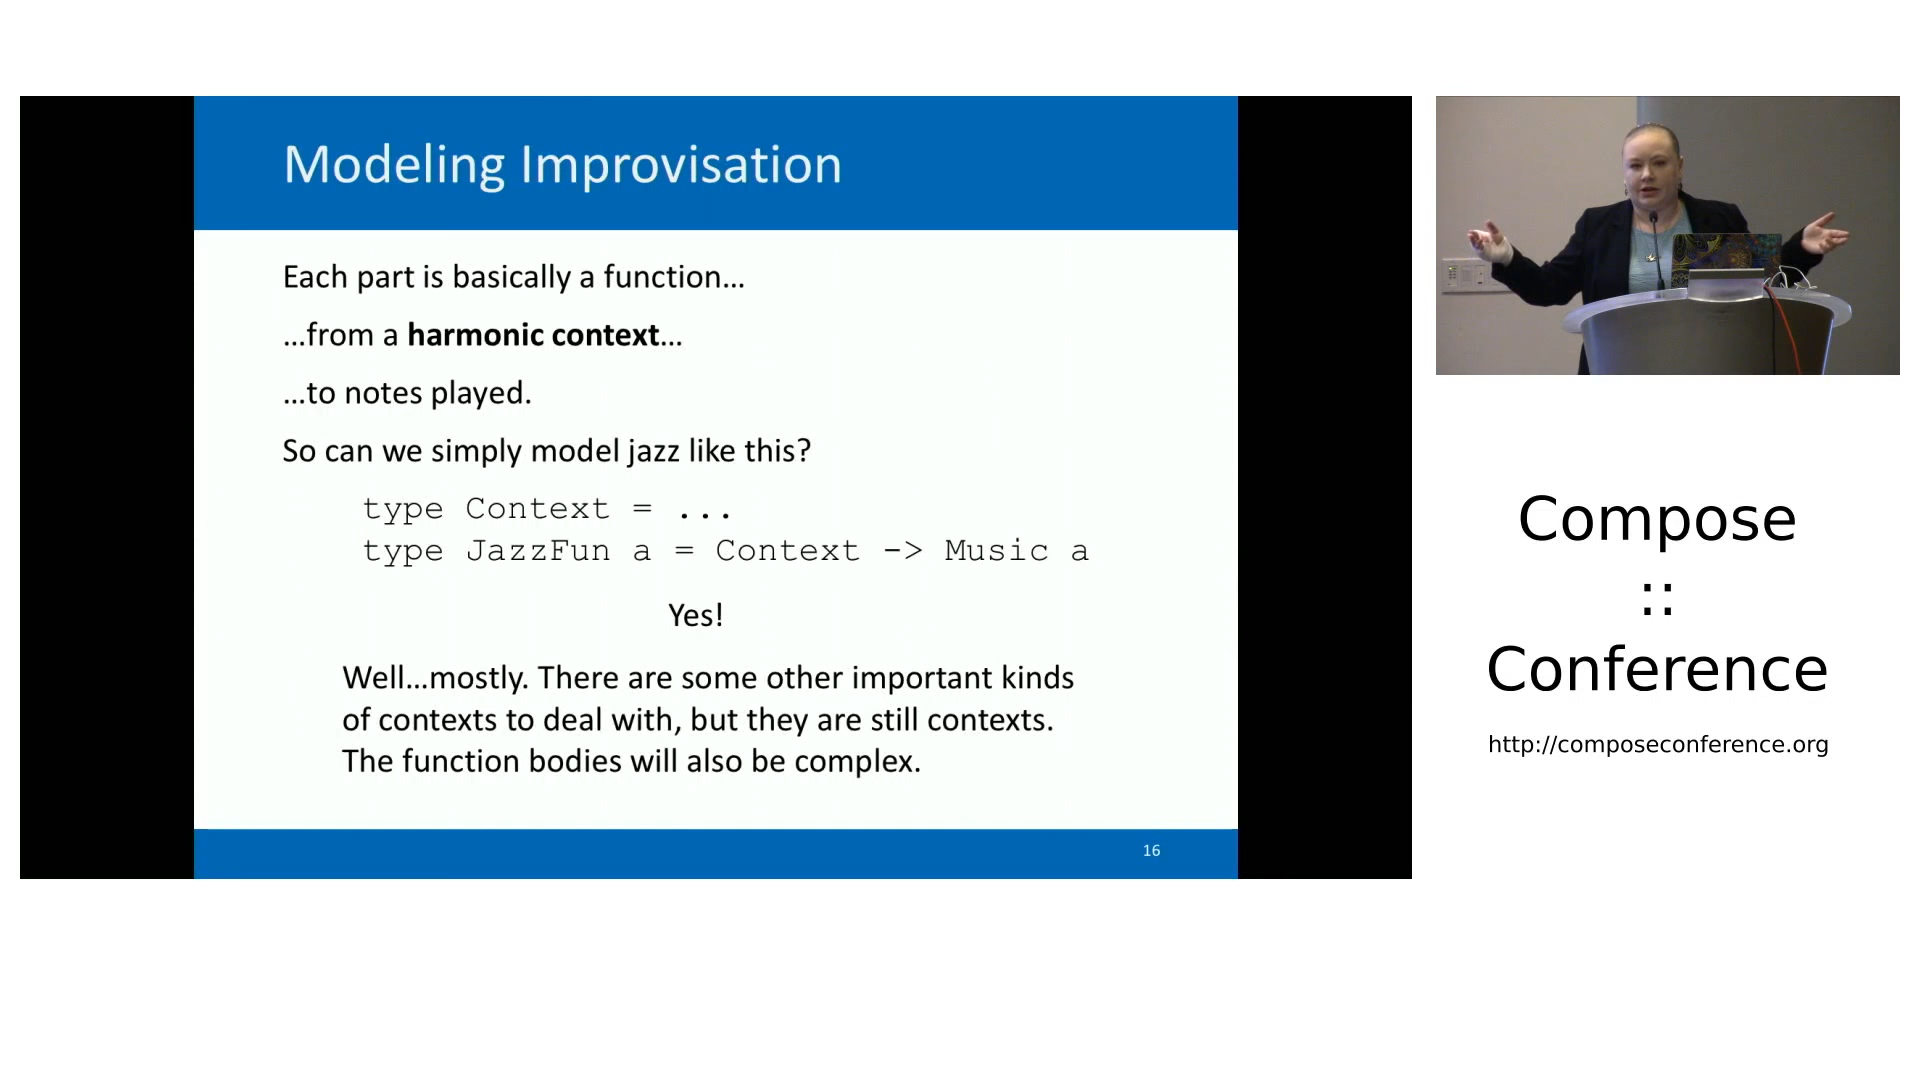 Modeling Improvisation
Each part is basically a function…
…from a harmonic context…
…to notes played.
So can we simply model jazz like this?
type Context = ...
type JazzFun a = Context -> Music a
Yes!
Well…mostly. There are some other important kinds
of contexts to deal with, but they are still contexts.
The function bodies will also be complex.
16
Compose
::
Conference
http://composeconference.org